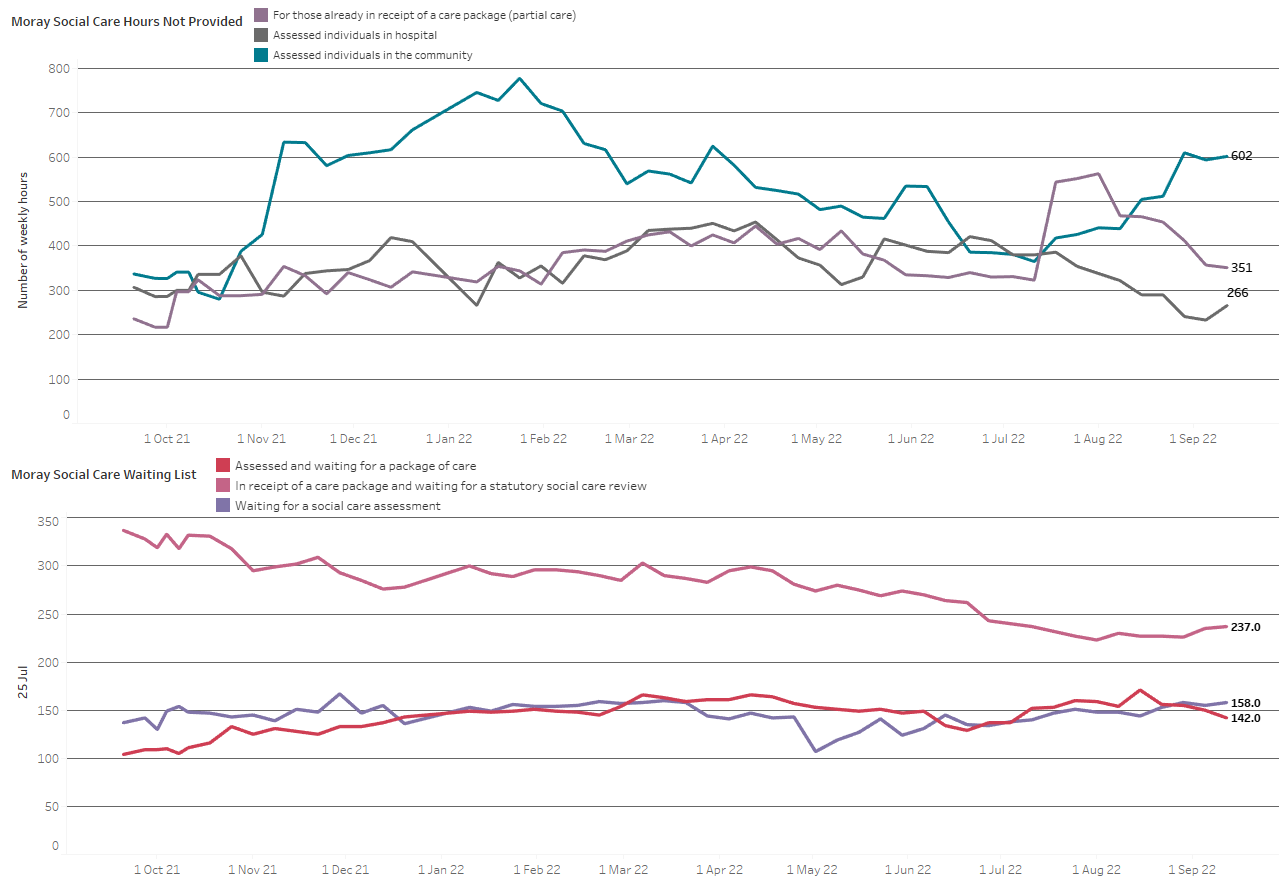 Moray Social Care Hours Not Provided
For those already in receipt of a care package (partial care)
Assessed individuals in hospital
Assessed individuals in the community
Number of weekly hours
800
700
600
500
400
300
200
100
0
602
351
266
1 Oct 21 1 Nov 21 1 Dec 21 1 Jan 22 1 Feb 22 1 Mar 22 1 Apr 22 1 May 22 1 Jun 22 1 Jul 22 1 Aug 22 1 Sep 22
Moray Social Care Waiting List
Assessed and waiting for a package of care
In receipt of a care package and waiting for a statutory social care review
Waiting for a social care assessment
25 Jul
350
300
250
200
150
100
50
0
237.0
158.0
142.0
1 Oct 21 1 Nov 21 1 Dec 21 1 Jan 22 1 Feb 22 1 Mar 22 1 Apr 22 1 May 22 1 Jun 22 1 Jul 22 1 Aug 22 1 Sep 22